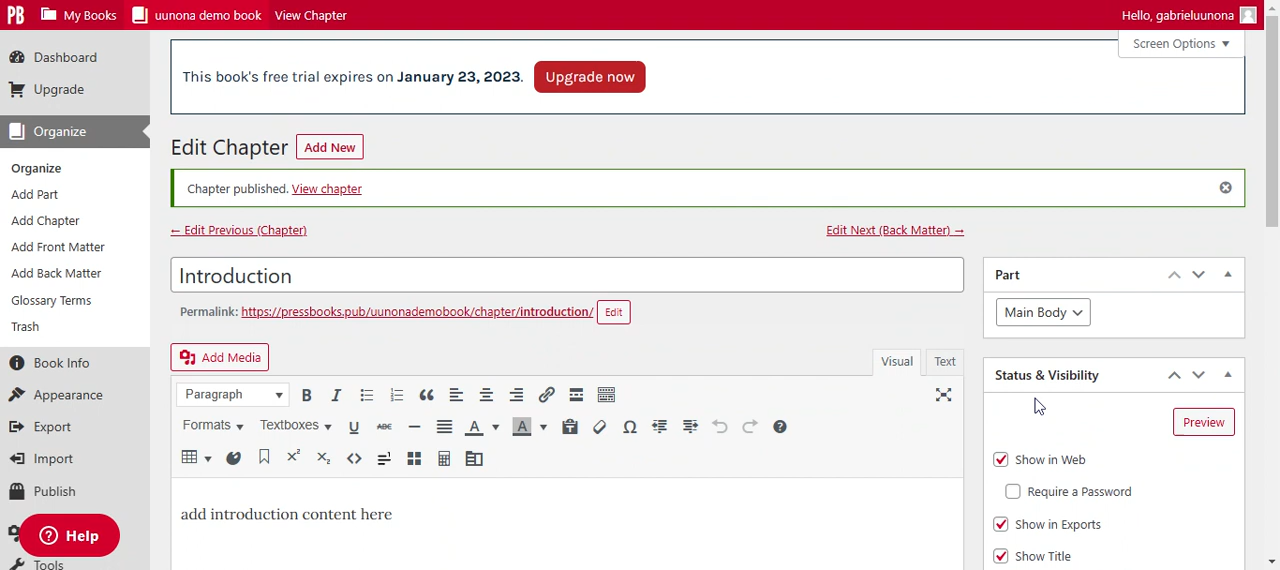 PB My Books uunona demo book View Chapter Hello, gabrieluunona
Screen Options
Dashboard
Upgrade
Organize
Organize
Add Part
Add Chapter
Add Front Matter
Add Back Matter
Glossary Terms
Trash
Book Info
Appearance
Export
Import
Publish
Help
Tools
This book's free trial expires on January 23, 2023. Upgrade now
Edit Chapter Add New
Chapter published. View chapter
← Edit Previous (Chapter) Edit Next (Back Matter) →
Introduction
Permalink: https://pressbooks.pub/uunonademobook/chapter/introduction/ Edit
Add Media Visual Text
Paragraph B I
Formats Textboxes U ABC A A Ω
add introduction content here
Part
Main Body
Status & Visibility
Preview
Show in Web
Require a Password
Show in Exports
Show Title